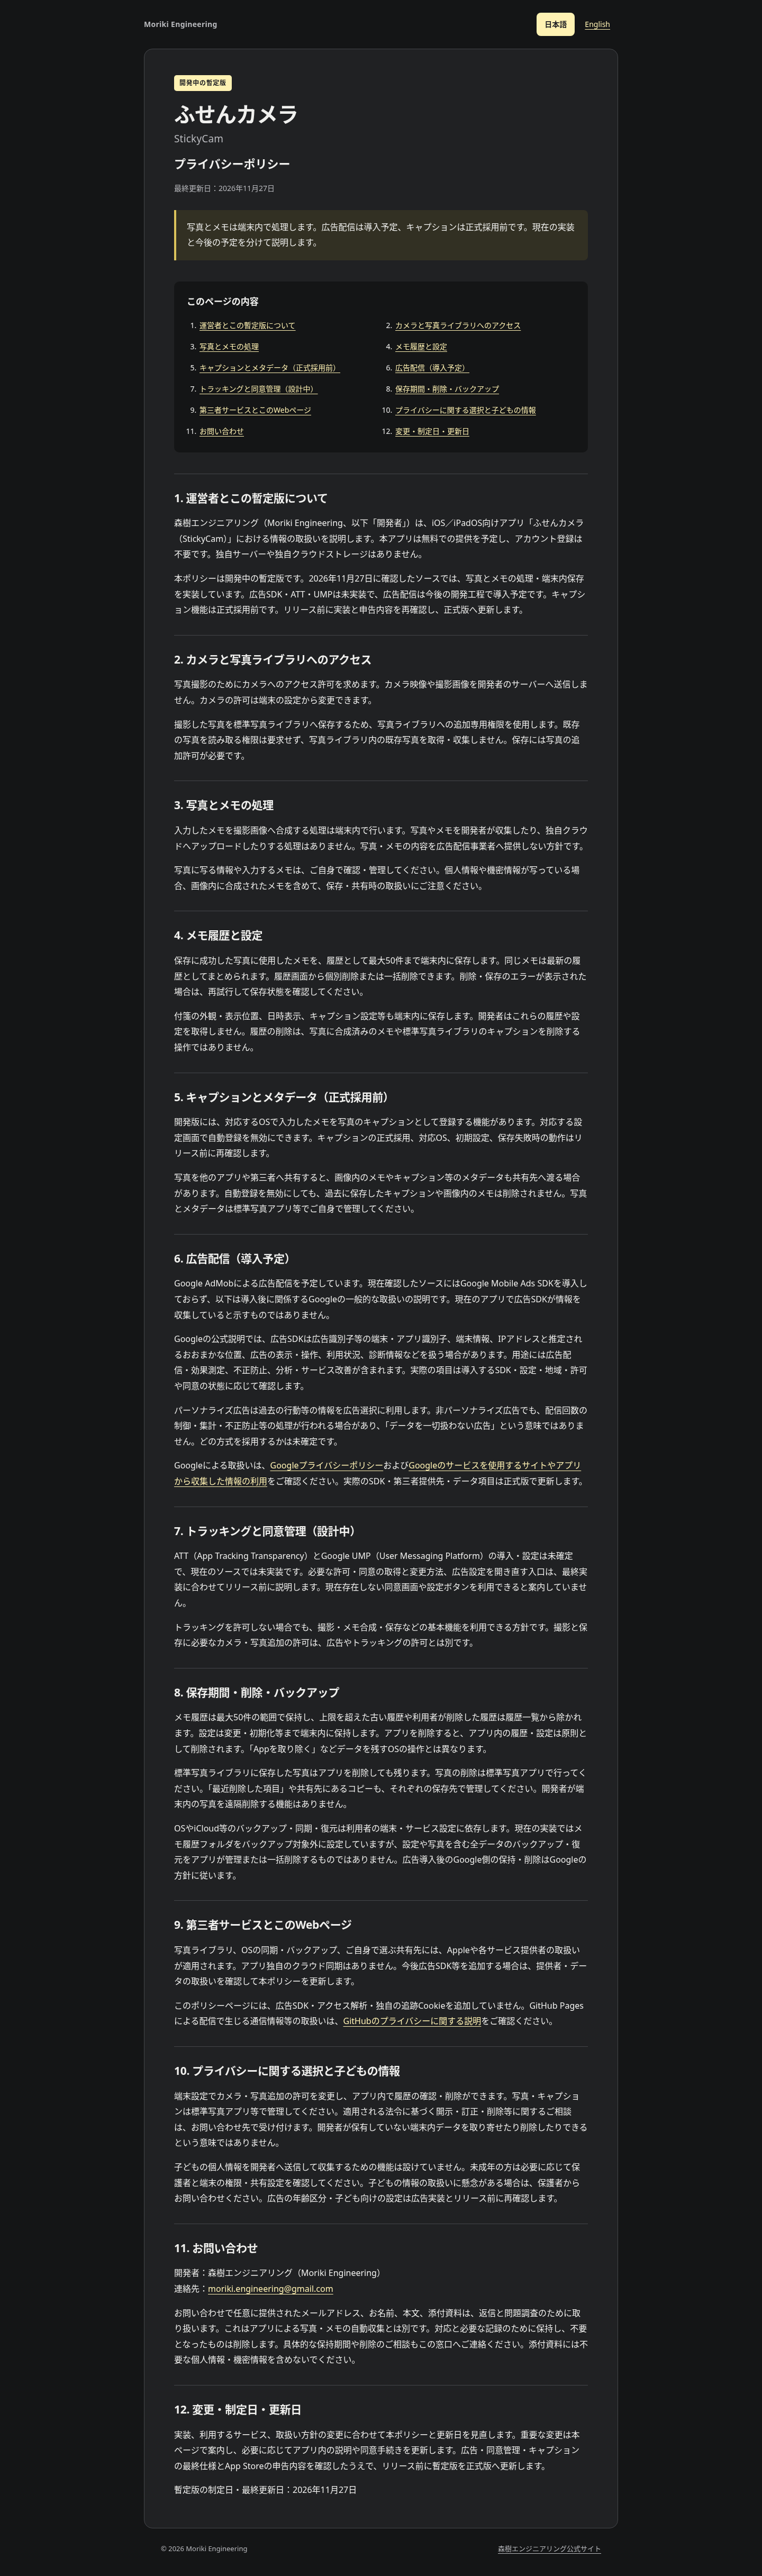 Moriki Engineering
日本語
English
開発中の暫定版
ふせんカメラ
StickyCam
プライバシーポリシー
最終更新日：2026年11月27日
写真とメモは端末内で処理します。広告配信は導入予定、キャプションは正式採用前です。現在の実装
と今後の予定を分けて説明します。
このページの内容
1. 運営者とこの暫定版について
2. カメラと写真ライブラリへのアクセス
3. 写真とメモの処理
4. メモ履歴と設定
5. キャプションとメタデータ（正式採用前）
6. 広告配信（導入予定）
7. トラッキングと同意管理（設計中）
8. 保存期間・削除・バックアップ
9. 第三者サービスとこのWebページ
10. プライバシーに関する選択と子どもの情報
11. お問い合わせ
12. 変更・制定日・更新日
1. 運営者とこの暫定版について
森樹エンジニアリング（Moriki Engineering、以下「開発者」）は、iOS／iPadOS向けアプリ「ふせんカメラ
（StickyCam）」における情報の取扱いを説明します。本アプリは無料での提供を予定し、アカウント登録は
不要です。独自サーバーや独自クラウドストレージはありません。
本ポリシーは開発中の暫定版です。2026年11月27日に確認したソースでは、写真とメモの処理・端末内保存
を実装しています。広告SDK・ATT・UMPは未実装で、広告配信は今後の開発工程で導入予定です。キャプシ
ョン機能は正式採用前です。リリース前に実装と申告内容を再確認し、正式版へ更新します。
2. カメラと写真ライブラリへのアクセス
写真撮影のためにカメラへのアクセス許可を求めます。カメラ映像や撮影画像を開発者のサーバーへ送信しま
せん。カメラの許可は端末の設定から変更できます。
撮影した写真を標準写真ライブラリへ保存するため、写真ライブラリへの追加専用権限を使用します。既存
の写真を読み取る権限は要求せず、写真ライブラリ内の既存写真を取得・収集しません。保存には写真の追
加許可が必要です。
3. 写真とメモの処理
入力したメモを撮影画像へ合成する処理は端末内で行います。写真やメモを開発者が収集したり、独自クラウ
ドへアップロードしたりする処理はありません。写真・メモの内容を広告配信事業者へ提供しない方針です。
写真に写る情報や入力するメモは、ご自身で確認・管理してください。個人情報や機密情報が写っている場
合、画像内に合成されたメモを含めて、保存・共有時の取扱いにご注意ください。
4. メモ履歴と設定
保存に成功した写真に使用したメモを、履歴として最大50件まで端末内に保存します。同じメモは最新の履
歴としてまとめられます。履歴画面から個別削除または一括削除できます。削除・保存のエラーが表示された
場合は、再試行して保存状態を確認してください。
付箋の外観・表示位置、日時表示、キャプション設定等も端末内に保存します。開発者はこれらの履歴や設
定を取得しません。履歴の削除は、写真に合成済みのメモや標準写真ライブラリのキャプションを削除する
操作ではありません。
5. キャプションとメタデータ（正式採用前）
開発版には、対応するOSで入力したメモを写真のキャプションとして登録する機能があります。対応する設
定画面で自動登録を無効にできます。キャプションの正式採用、対応OS、初期設定、保存失敗時の動作はリ
リース前に再確認します。
写真を他のアプリや第三者へ共有すると、画像内のメモやキャプション等のメタデータも共有先へ渡る場合
があります。自動登録を無効にしても、過去に保存したキャプションや画像内のメモは削除されません。写真
とメタデータは標準写真アプリ等でご自身で管理してください。
6. 広告配信（導入予定）
Google AdMobによる広告配信を予定しています。現在確認したソースにはGoogle Mobile Ads SDKを導入し
ておらず、以下は導入後に関係するGoogleの一般的な取扱いの説明です。現在のアプリで広告SDKが情報を
収集していると示すものではありません。
Googleの公式説明では、広告SDKは広告識別子等の端末・アプリ識別子、端末情報、IPアドレスと推定され
るおおまかな位置、広告の表示・操作、利用状況、診断情報などを扱う場合があります。用途には広告配
信・効果測定、不正防止、分析・サービス改善が含まれます。実際の項目は導入するSDK・設定・地域・許可
や同意の状態に応じて確認します。
パーソナライズ広告は過去の行動等の情報を広告選択に利用します。非パーソナライズ広告でも、配信回数の
制御・集計・不正防止等の処理が行われる場合があり、「データを一切扱わない広告」という意味ではありま
せん。どの方式を採用するかは未確定です。
Googleによる取扱いは、GoogleプライバシーポリシーおよびGoogleのサービスを使用するサイトやアプリ
から収集した情報の利用をご確認ください。実際のSDK・第三者提供先・データ項目は正式版で更新します。
7. トラッキングと同意管理（設計中）
ATT（App Tracking Transparency）とGoogle UMP（User Messaging Platform）の導入・設定は未確定
で、現在のソースでは未実装です。必要な許可・同意の取得と変更方法、広告設定を開き直す入口は、最終実
装に合わせてリリース前に説明します。現在存在しない同意画面や設定ボタンを利用できると案内していませ
ん。
トラッキングを許可しない場合でも、撮影・メモ合成・保存などの基本機能を利用できる方針です。撮影と保
存に必要なカメラ・写真追加の許可は、広告やトラッキングの許可とは別です。
8. 保存期間・削除・バックアップ
メモ履歴は最大50件の範囲で保持し、上限を超えた古い履歴や利用者が削除した履歴は履歴一覧から除かれ
ます。設定は変更・初期化等まで端末内に保持します。アプリを削除すると、アプリ内の履歴・設定は原則と
して削除されます。「Appを取り除く」などデータを残すOSの操作とは異なります。
標準写真ライブラリに保存した写真はアプリを削除しても残ります。写真の削除は標準写真アプリで行ってく
ださい。「最近削除した項目」や共有先にあるコピーも、それぞれの保存先で管理してください。開発者が端
末内の写真を遠隔削除する機能はありません。
OSやiCloud等のバックアップ・同期・復元は利用者の端末・サービス設定に依存します。現在の実装ではメ
モ履歴フォルダをバックアップ対象外に設定していますが、設定や写真を含む全データのバックアップ・復
元をアプリが管理または一括削除するものではありません。広告導入後のGoogle側の保持・削除はGoogleの
方針に従います。
9. 第三者サービスとこのWebページ
写真ライブラリ、OSの同期・バックアップ、ご自身で選ぶ共有先には、Appleや各サービス提供者の取扱い
が適用されます。アプリ独自のクラウド同期はありません。今後広告SDK等を追加する場合は、提供者・デー
タの取扱いを確認して本ポリシーを更新します。
このポリシーページには、広告SDK・アクセス解析・独自の追跡Cookieを追加していません。GitHub Pages
による配信で生じる通信情報等の取扱いは、GitHubのプライバシーに関する説明をご確認ください。
10. プライバシーに関する選択と子どもの情報
端末設定でカメラ・写真追加の許可を変更し、アプリ内で履歴の確認・削除ができます。写真・キャプショ
ンは標準写真アプリ等で管理してください。適用される法令に基づく開示・訂正・削除等に関するご相談
は、お問い合わせ先で受け付けます。開発者が保有していない端末内データを取り寄せたり削除したりできる
という意味ではありません。
子どもの個人情報を開発者へ送信して収集するための機能は設けていません。未成年の方は必要に応じて保
護者と端末の権限・共有設定を確認してください。子どもの情報の取扱いに懸念がある場合は、保護者から
お問い合わせください。広告の年齢区分・子ども向けの設定は広告実装とリリース前に再確認します。
11. お問い合わせ
開発者：森樹エンジニアリング（Moriki Engineering）
連絡先：moriki.engineering@gmail.com
お問い合わせで任意に提供されたメールアドレス、お名前、本文、添付資料は、返信と問題調査のために取
り扱います。これはアプリによる写真・メモの自動収集とは別です。対応と必要な記録のために保持し、不要
となったものは削除します。具体的な保持期間や削除のご相談もこの窓口へご連絡ください。添付資料には不
要な個人情報・機密情報を含めないでください。
12. 変更・制定日・更新日
実装、利用するサービス、取扱い方針の変更に合わせて本ポリシーと更新日を見直します。重要な変更は本
ページで案内し、必要に応じてアプリ内の説明や同意手続きを更新します。広告・同意管理・キャプション
の最終仕様とApp Storeの申告内容を確認したうえで、リリース前に暫定版を正式版へ更新します。
暫定版の制定日・最終更新日：2026年11月27日
© 2026 Moriki Engineering
森樹エンジニアリング公式サイト